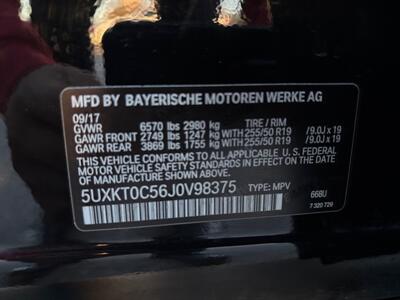 MFD BY BAYERISCHE MOTOREN WERKE AG
09/17 TIRE / RIM
GVWR 6570 lbs 2980 kg
GAWR FRONT 2749 lbs 1247 kg WITH 255/50 R19 /9.0J x 19
GAWR REAR 3869 lbs 1755 kg WITH 255/50 R19 /9.0J x 19
THIS VEHICLE CONFORMS TO ALL APPLICABLE U.S. FEDERAL
MOTOR VEHICLE SAFETY STANDARDS IN EFFECT ON THE DATE OF
MANUFACTURE SHOWN ABOVE.
5UXKT0C56J0V98375 TYPE: MPV
668U
7 320 729